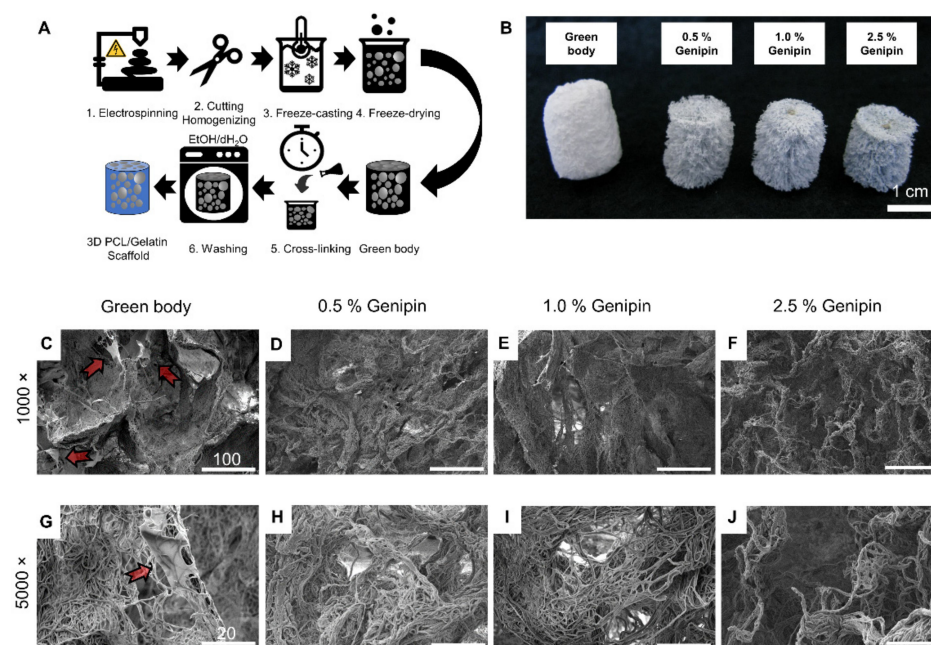 A
1. Electrospinning
2. Cutting
Homogenizing
3. Freeze-casting
4. Freeze-drying
EtOH/dH2O
3D PCL/Gelatin
Scaffold
6. Washing
5. Cross-linking
Green body
B
Green
body
0.5 %
Genipin
1.0 %
Genipin
2.5 %
Genipin
1 cm
Green body
0.5 % Genipin
1.0 % Genipin
2.5 % Genipin
1000 ×
C
100
D
E
F
5000 ×
G
20
H
I
J